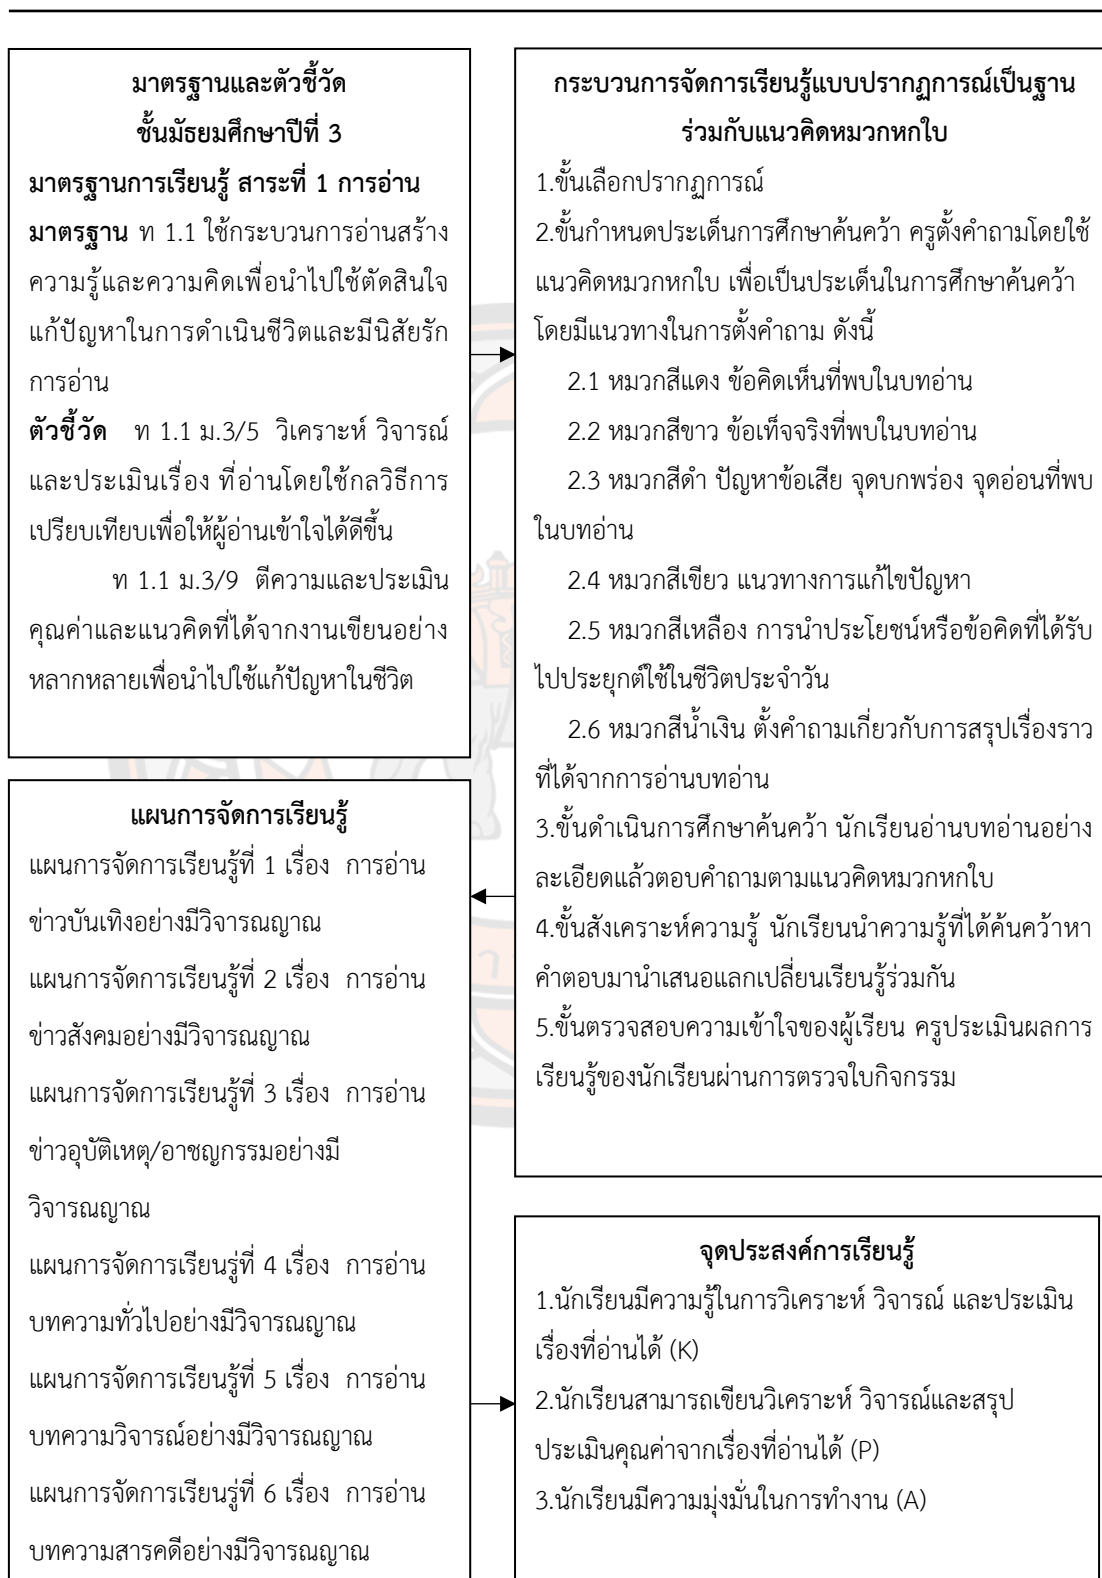 มาตรฐานและตัวชี้วัด
ชั้นมัธยมศึกษาปีที่ 3
มาตรฐานการเรียนรู้ สาระที่ 1 การอ่าน
มาตรฐาน ท 1.1 ใช้กระบวนการอ่านสร้าง
ความรู้และความคิดเพื่อนำไปใช้ตัดสินใจ
แก้ปัญหาในการดำเนินชีวิตและมีนิสัยรัก
การอ่าน
ตัวชี้วัด ท 1.1 ม.3/5 วิเคราะห์ วิจารณ์
และประเมินเรื่อง ที่อ่านโดยใช้กลวิธีการ
เปรียบเทียบเพื่อให้ผู้อ่านเข้าใจได้ดีขึ้น
ท 1.1 ม.3/9 ตีความและประเมิน
คุณค่าและแนวคิดที่ได้จากงานเขียนอย่าง
หลากหลายเพื่อนำไปใช้แก้ปัญหาในชีวิต
กระบวนการจัดการเรียนรู้แบบปรากฏการณ์เป็นฐาน
ร่วมกับแนวคิดหมวกหกใบ
1.ขั้นเลือกปรากฏการณ์
2.ขั้นกำหนดประเด็นการศึกษาค้นคว้า ครูตั้งคำถามโดยใช้
แนวคิดหมวกหกใบ เพื่อเป็นประเด็นในการศึกษาค้นคว้า
โดยมีแนวทางในการตั้งคำถาม ดังนี้
2.1 หมวกสีแดง ข้อคิดเห็นที่พบในบทอ่าน
2.2 หมวกสีขาว ข้อเท็จจริงที่พบในบทอ่าน
2.3 หมวกสีดำ ปัญหาข้อเสีย จุดบกพร่อง จุดอ่อนที่พบ
ในบทอ่าน
2.4 หมวกสีเขียว แนวทางการแก้ไขปัญหา
2.5 หมวกสีเหลือง การนำประโยชน์หรือข้อคิดที่ได้รับ
ไปประยุกต์ใช้ในชีวิตประจำวัน
2.6 หมวกสีน้ำเงิน ตั้งคำถามเกี่ยวกับการสรุปเรื่องราว
ที่ได้จากการอ่านบทอ่าน
3.ขั้นดำเนินการศึกษาค้นคว้า นักเรียนอ่านบทอ่านอย่าง
ละเอียดแล้วตอบคำถามตามแนวคิดหมวกหกใบ
4.ขั้นสังเคราะห์ความรู้ นักเรียนนำความรู้ที่ได้ค้นคว้าหา
คำตอบมานำเสนอแลกเปลี่ยนเรียนรู้ร่วมกัน
5.ขั้นตรวจสอบความเข้าใจของผู้เรียน ครูประเมินผลการ
เรียนรู้ของนักเรียนผ่านการตรวจใบกิจกรรม
แผนการจัดการเรียนรู้
แผนการจัดการเรียนรู้ที่ 1 เรื่อง การอ่าน
ข่าวบันเทิงอย่างมีวิจารณญาณ
แผนการจัดการเรียนรู้ที่ 2 เรื่อง การอ่าน
ข่าวสังคมอย่างมีวิจารณญาณ
แผนการจัดการเรียนรู้ที่ 3 เรื่อง การอ่าน
ข่าวอุบัติเหตุ/อาชญกรรมอย่างมี
วิจารณญาณ
แผนการจัดการเรียนรู่ที่ 4 เรื่อง การอ่าน
บทความทั่วไปอย่างมีวิจารณญาณ
แผนการจัดการเรียนรู้ที่ 5 เรื่อง การอ่าน
บทความวิจารณ์อย่างมีวิจารณญาณ
แผนการจัดการเรียนรู่ที่ 6 เรื่อง การอ่าน
บทความสารคดีอย่างมีวิจารณญาณ
จุดประสงค์การเรียนรู้
1.นักเรียนมีความรู้ในการวิเคราะห์ วิจารณ์ และประเมิน
เรื่องที่อ่านได้ (K)
2.นักเรียนสามารถเขียนวิเคราะห์ วิจารณ์และสรุป
ประเมินคุณค่าจากเรื่องที่อ่านได้ (P)
3.นักเรียนมีความมุ่งมั่นในการทำงาน (A)